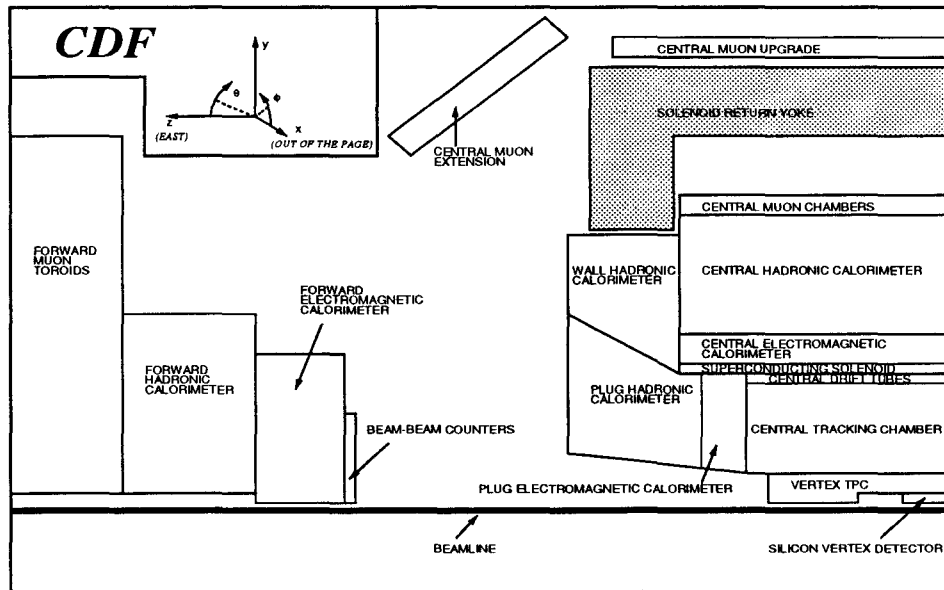 CDF
y
θ
φ
z
(EAST)
x
(OUT OF THE PAGE)
CENTRAL MUON
EXTENSION
CENTRAL MUON UPGRADE
SOLENOID RETURN YOKE
CENTRAL MUON CHAMBERS
FORWARD
MUON
TOROIDS
WALL HADRONIC
CALORIMETER
CENTRAL HADRONIC CALORIMETER
FORWARD
ELECTROMAGNETIC
CALORIMETER
CENTRAL ELECTROMAGNETIC
CALORIMETER
SUPERCONDUCTING SOLENOID
CENTRAL DRIFT TUBES
FORWARD
HADRONIC
CALORIMETER
PLUG HADRONIC
CALORIMETER
BEAM-BEAM COUNTERS
CENTRAL TRACKING CHAMBER
PLUG ELECTROMAGNETIC CALORIMETER
VERTEX TPC
BEAMLINE
SILICON VERTEX DETECTOR